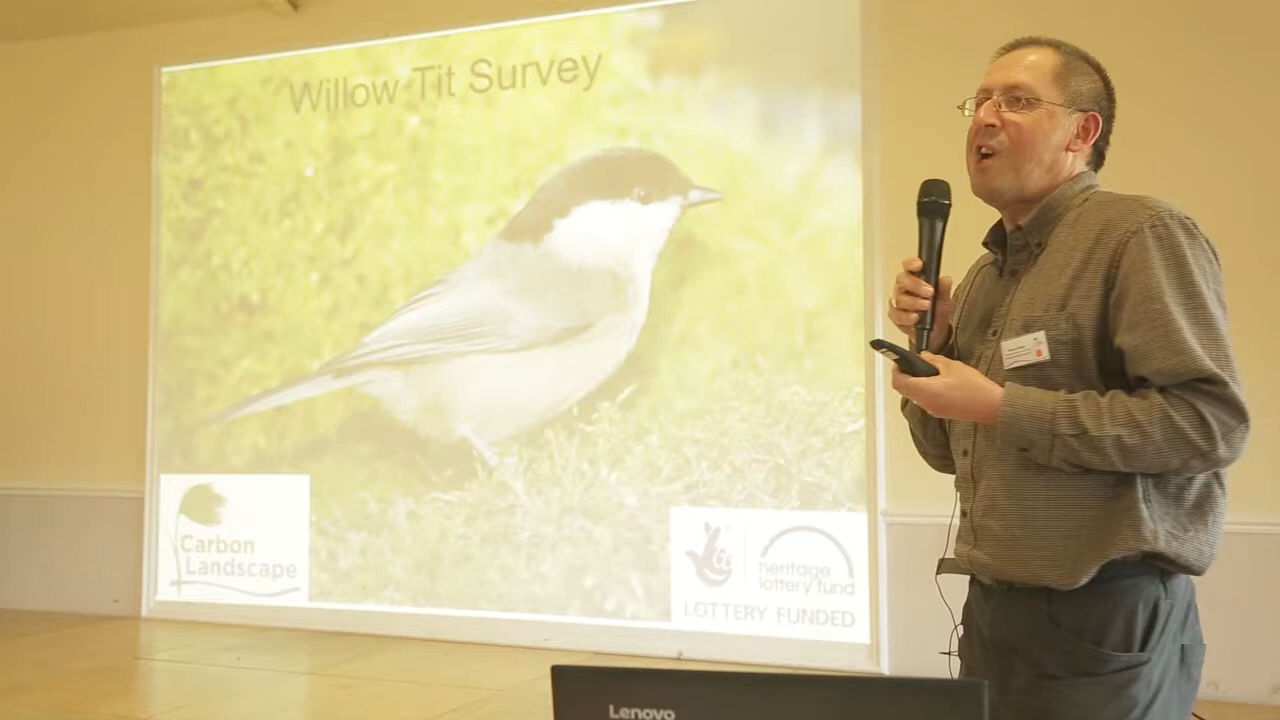 Willow Tit Survey
Carbon
Landscape
heritage
lottery fund
LOTTERY FUNDED
Lenovo